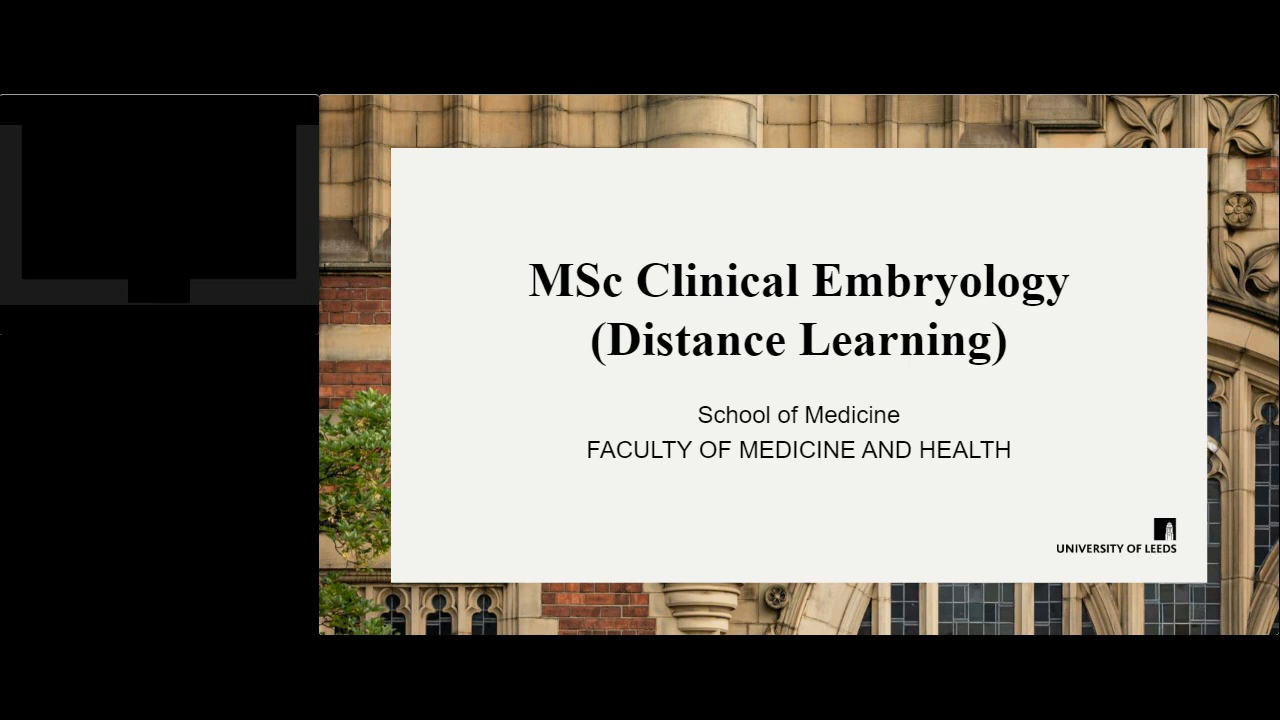 MSc Clinical Embryology
(Distance Learning)
School of Medicine
FACULTY OF MEDICINE AND HEALTH
UNIVERSITY OF LEEDS